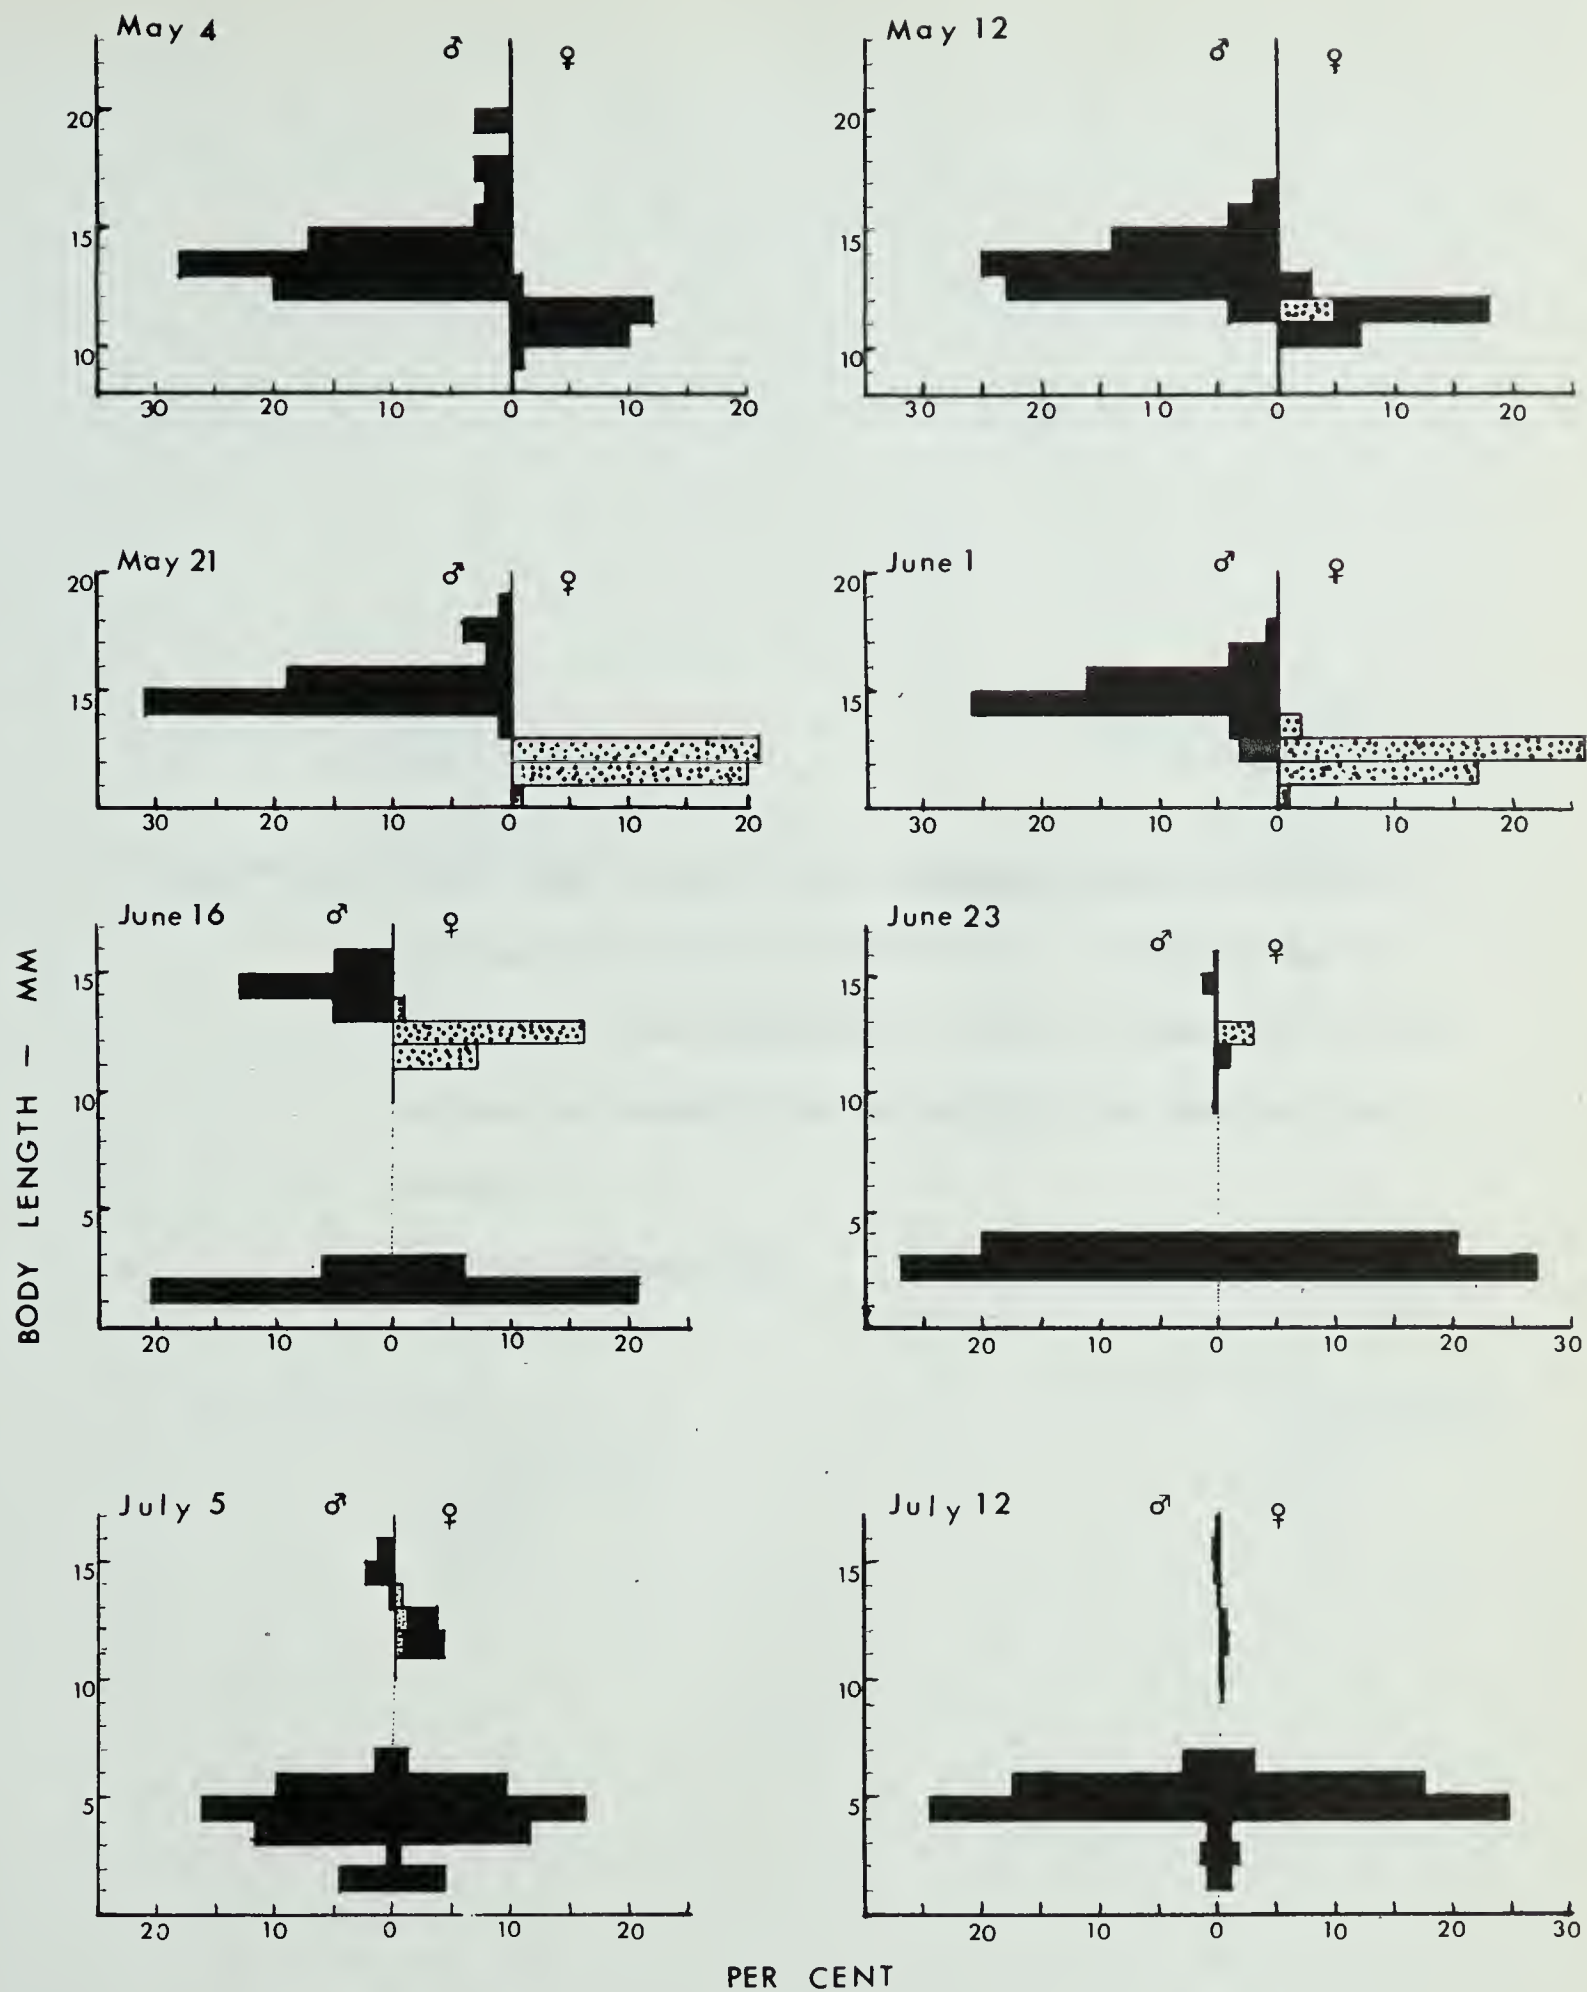 May 4 ♂ ♀
20
15
10
30 20 10 0 10 20
May 12 ♂ ♀
20
15
10
30 20 10 0 10 20
May 21 ♂ ♀
20
15
30 20 10 0 10 20
June 1 ♂ ♀
20
15
30 20 10 0 10 20
June 16 ♂ ♀
15
10
5
20 10 0 10 20
June 23 ♂ ♀
15
10
5
20 10 0 10 20 30
July 5 ♂ ♀
15
10
5
20 10 0 10 20
July 12 ♂ ♀
15
10
5
20 10 0 10 20 30
BODY LENGTH — MM
PER CENT